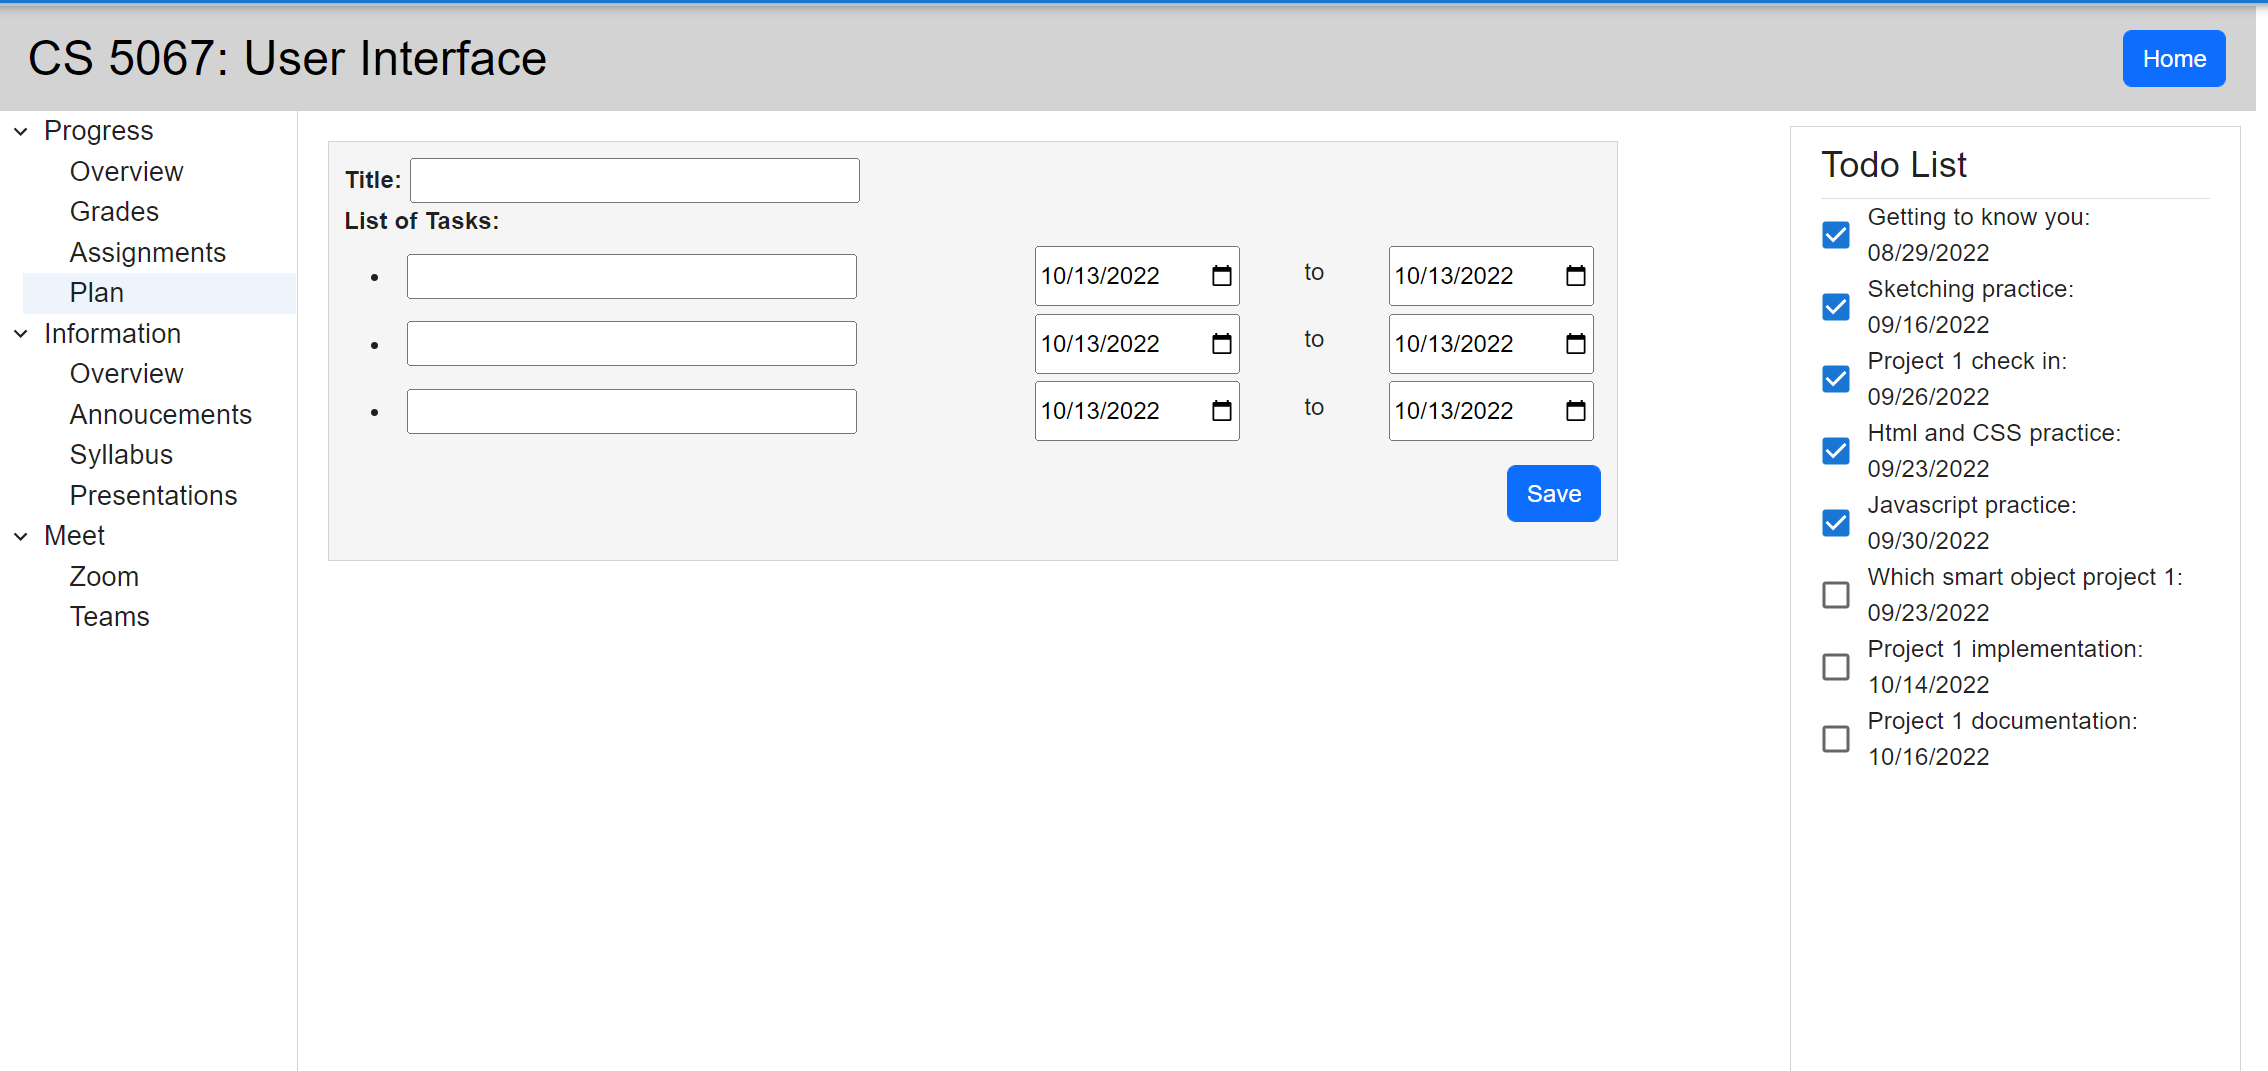 CS 5067: User Interface
Home
Progress
Overview
Grades
Assignments
Plan
Information
Overview
Annoucements
Syllabus
Presentations
Meet
Zoom
Teams
Title:
List of Tasks:
10/13/2022 to 10/13/2022
10/13/2022 to 10/13/2022
10/13/2022 to 10/13/2022
Save
Todo List
Getting to know you:
08/29/2022
Sketching practice:
09/16/2022
Project 1 check in:
09/26/2022
Html and CSS practice:
09/23/2022
Javascript practice:
09/30/2022
Which smart object project 1:
09/23/2022
Project 1 implementation:
10/14/2022
Project 1 documentation:
10/16/2022